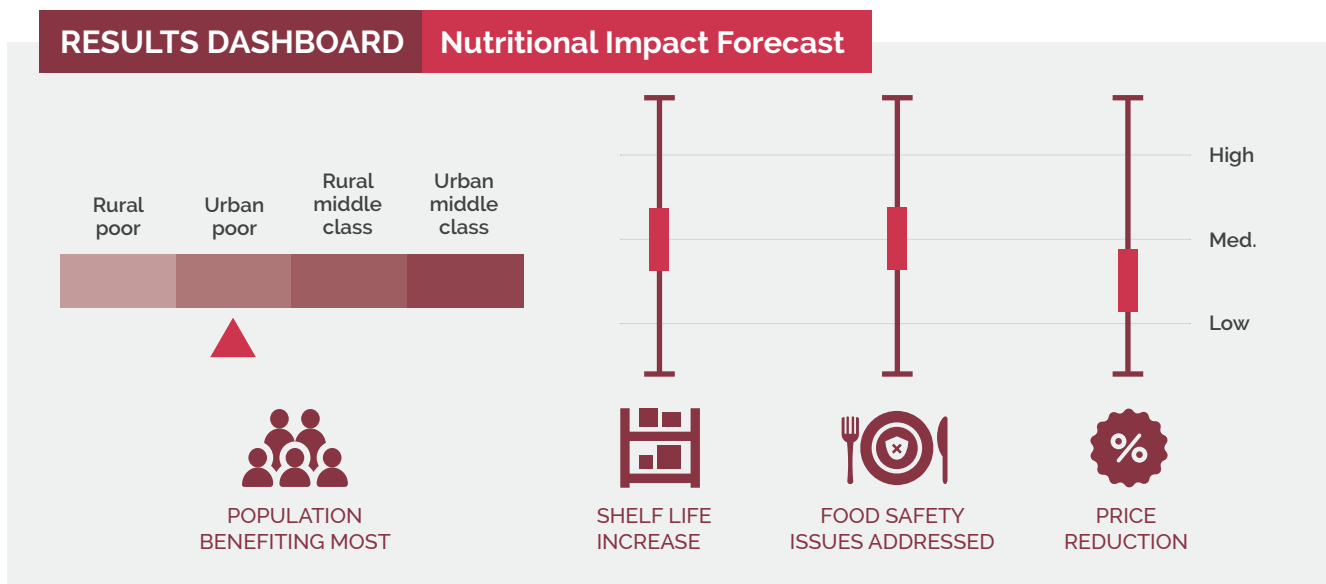 RESULTS DASHBOARD Nutritional Impact Forecast
Rural
poor
Urban
poor
Rural
middle
class
Urban
middle
class
High
Med.
Low
POPULATION
BENEFITING MOST
SHELF LIFE
INCREASE
FOOD SAFETY
ISSUES ADDRESSED
%
PRICE
REDUCTION